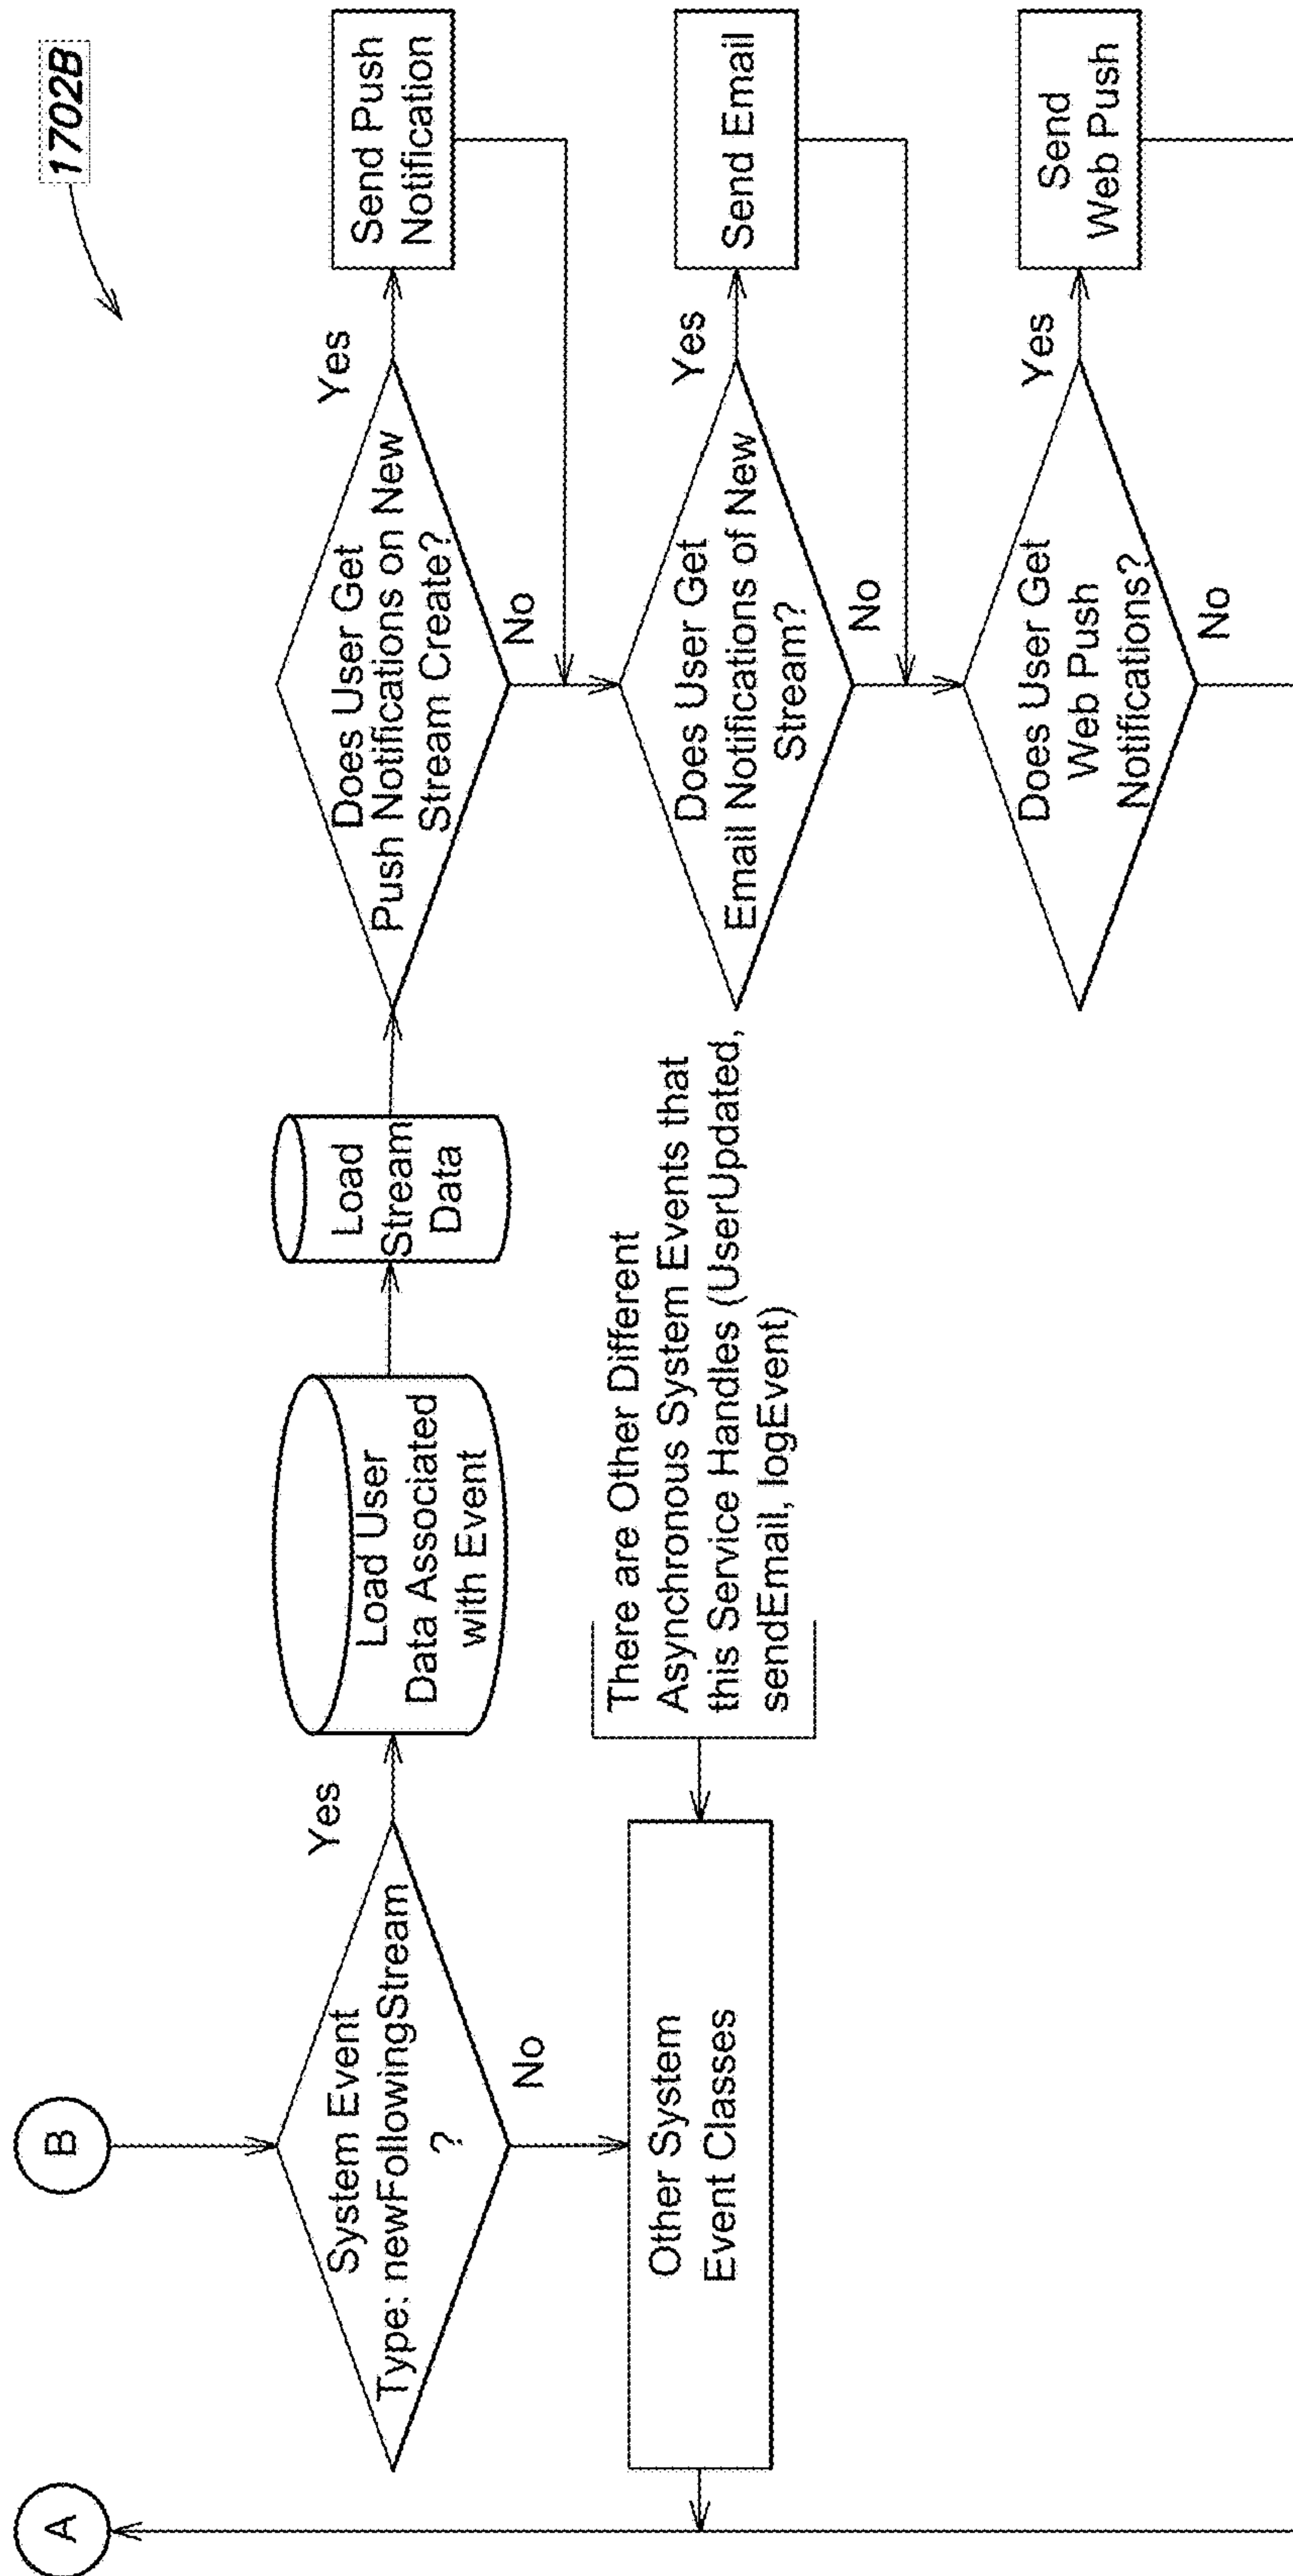 1702B
B
A
System Event
Type: newFollowingStream
?
Yes
No
Load User
Data Associated
with Event
Load
Stream
Data
Does User Get
Push Notifications on New
Stream Create?
Yes
No
Send Push
Notification
Other System
Event Classes
There are Other Different
Asynchronous System Events that
this Service Handles (UserUpdated,
sendEmail, logEvent)
Does User Get
Email Notifications of New
Stream?
Yes
No
Send Email
Does User Get
Web Push
Notifications?
Yes
No
Send
Web Push